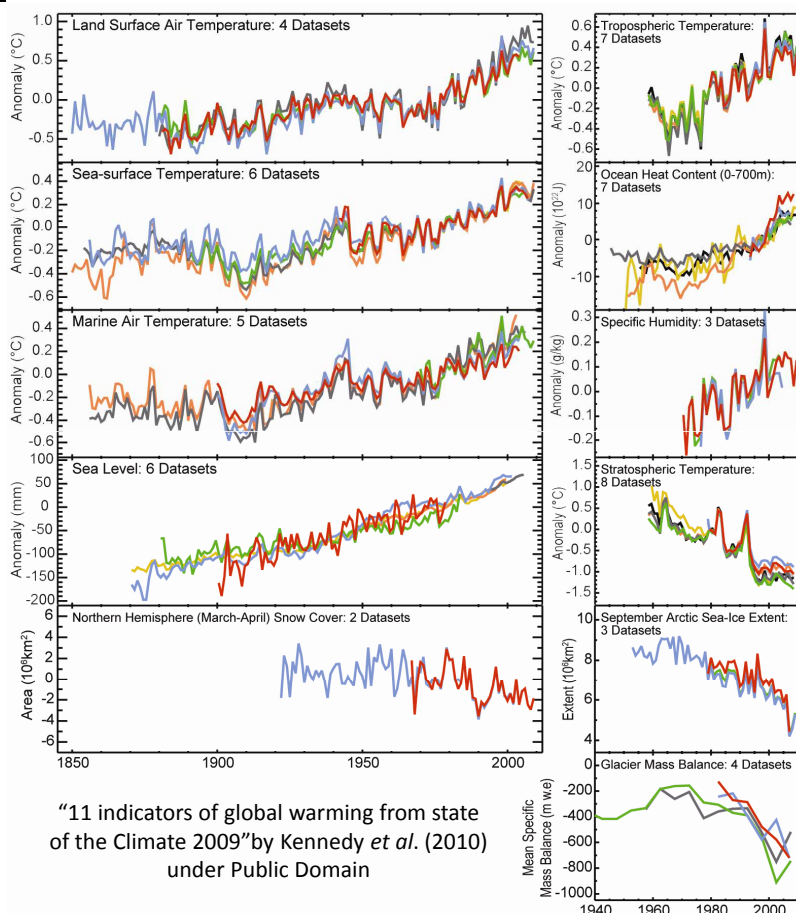 Land Surface Air Temperature: 4 Datasets
1.0
0.5
0.0
-0.5
Anomaly (°C)
Sea-surface Temperature: 6 Datasets
0.4
0.2
0.0
-0.2
-0.4
-0.6
Anomaly (°C)
Marine Air Temperature: 5 Datasets
0.4
0.2
0.0
-0.2
-0.4
-0.6
Anomaly (°C)
Sea Level: 6 Datasets
100
50
0
-50
-100
-150
-200
Anomaly (mm)
Northern Hemisphere (March-April) Snow Cover: 2 Datasets
6
4
2
0
-2
-4
-6
Area (10⁶km²)
1850 1900 1950 2000
Tropospheric Temperature:
7 Datasets
0.6
0.4
0.2
0.0
-0.2
-0.4
-0.6
Anomaly (°C)
Ocean Heat Content (0-700m):
7 Datasets
20
10
0
-10
Anomaly (10²²J)
Specific Humidity: 3 Datasets
0.3
0.2
0.1
0.0
-0.1
-0.2
Anomaly (g/kg)
Stratospheric Temperature:
8 Datasets
1.5
1.0
0.5
0.0
-0.5
-1.0
-1.5
Anomaly (°C)
September Arctic Sea-Ice Extent:
3 Datasets
10
8
6
4
Extent (10⁶km²)
Glacier Mass Balance: 4 Datasets
0
-200
-400
-600
-800
-1000
Mean Specific
Mass Balance (m w.e)
1940 1960 1980 2000
“11 indicators of global warming from state
of the Climate 2009”by Kennedy et al. (2010)
under Public Domain